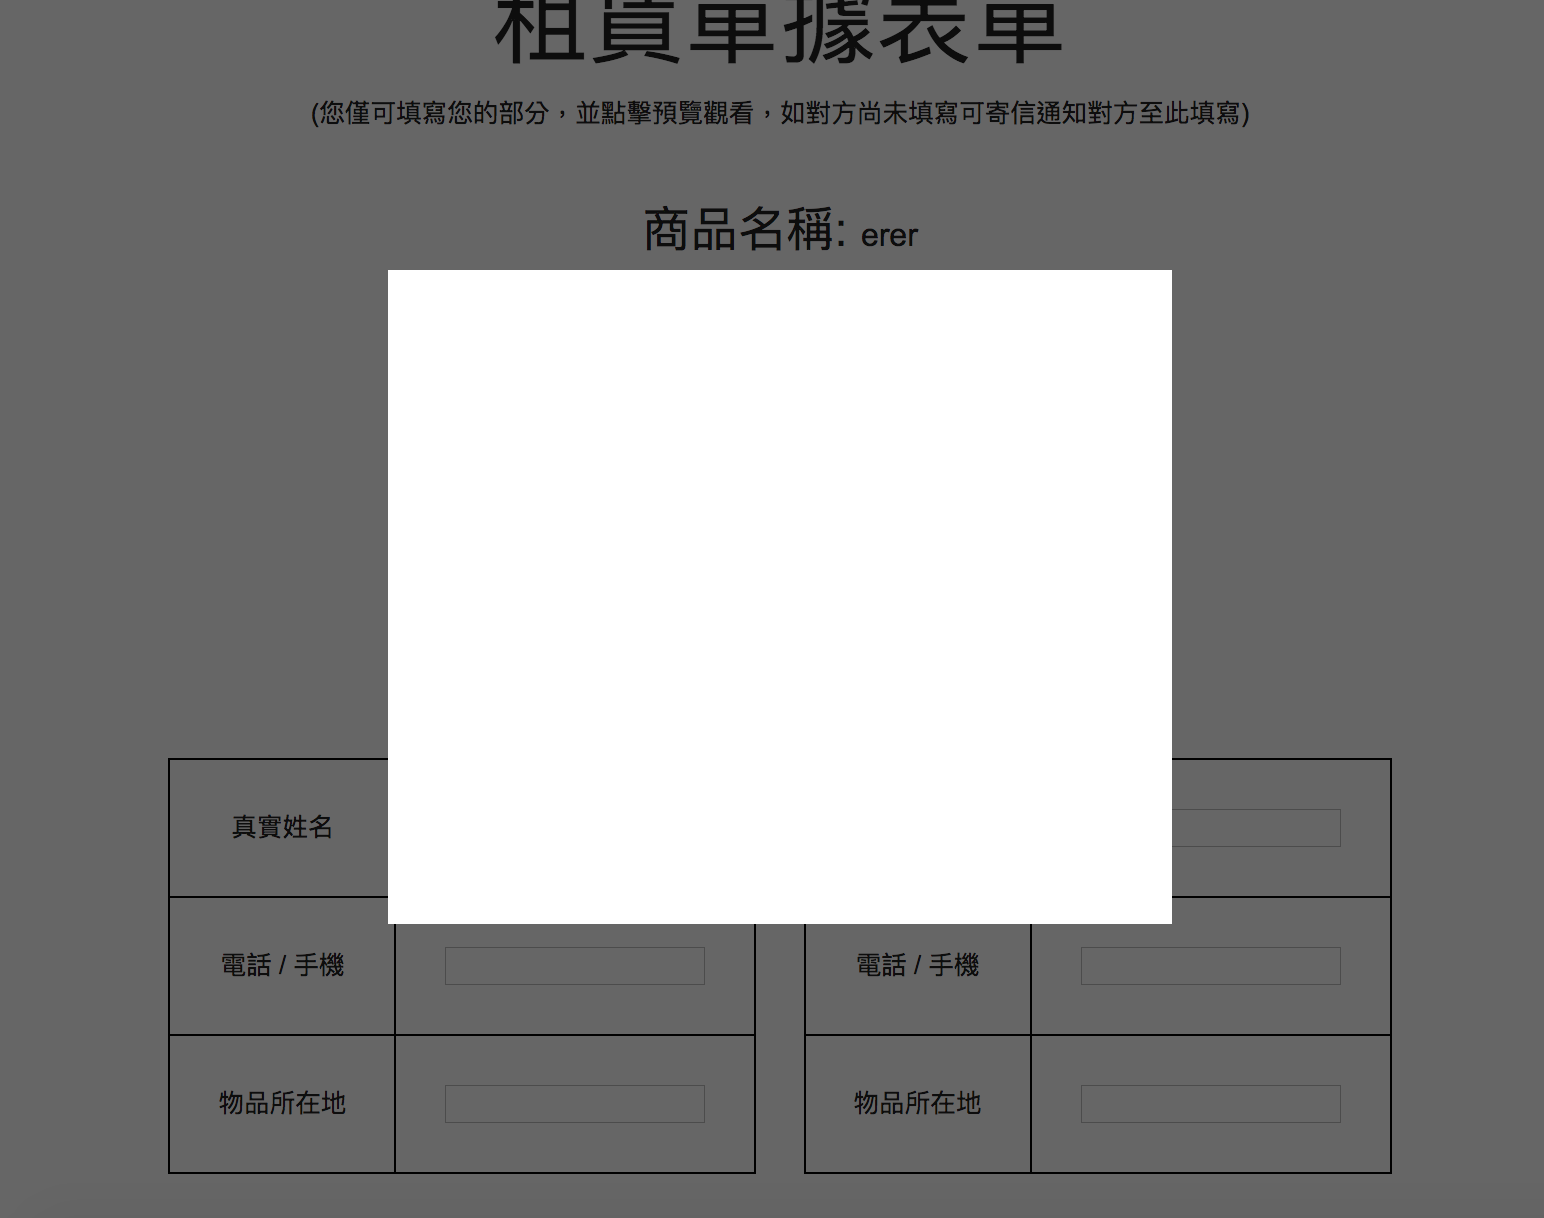 租賃單據表單
(您僅可填寫您的部分，並點擊預覽觀看，如對方尚未填寫可寄信通知對方至此填寫)
商品名稱: erer
真實姓名
電話 / 手機
電話 / 手機
物品所在地
物品所在地